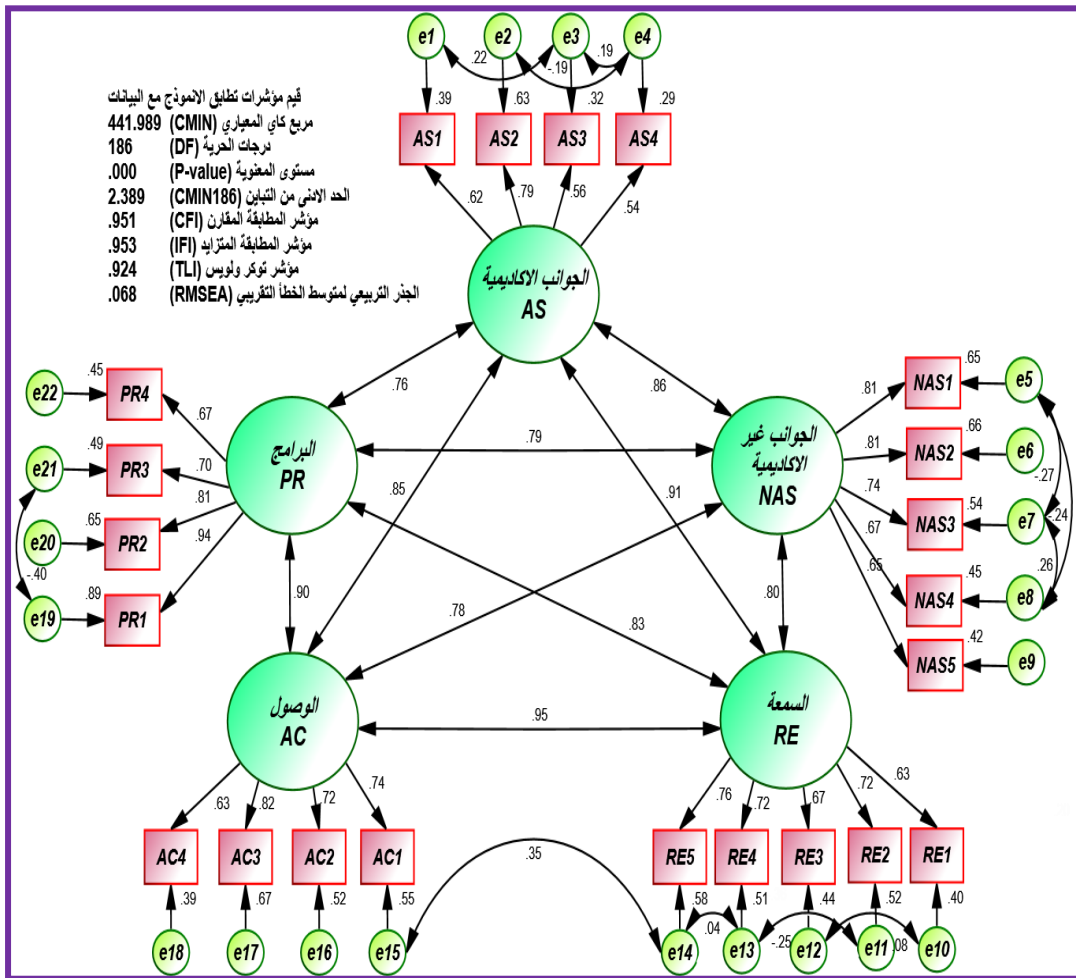 e1 e2 e3 e4
.22 -.19 .19
.39 .63 .32 .29
AS1 AS2 AS3 AS4
.62 .79 .56 .54
قيم مؤشرات تطابق الانموذج مع البيانات
مربع كاي المعياري (CMIN) 441.989
درجات الحرية (DF) 186
مستوى المعنوية (P-value) .000
الحد الادنى من التباين (CMIN186) 2.389
مؤشر المطابقة المقارن (CFI) .951
مؤشر المطابقة المتزايد (IFI) .953
مؤشر توكر ولويس (TLI) .924
الجذر التربيعي لمتوسط الخطأ التقريبي (RMSEA) .068
الجوانب الاكاديمية
AS
.76 .86
.79
.85 .91
.90 .78 .83 .80
.95
e22 .45 PR4 .67
e21 .49 PR3 .70
e20 .65 PR2 .81
e19 .89 PR1 .94
-.40
البرامج
PR
الجوانب غير
الاكاديمية
NAS
.81 NAS1 .65 e5
.81 NAS2 .66 e6
.74 NAS3 .54 e7
.67 NAS4 .45 e8
.65 NAS5 .42 e9
-.27 -.24
.26
الوصول
AC
السمعة
RE
.63 .82 .72 .74
AC4 AC3 AC2 AC1
.39 .67 .52 .55
e18 e17 e16 e15
.35
.76 .72 .67 .72 .63
RE5 RE4 RE3 RE2 RE1
.58 .51 .44 .52 .40
.04 -.25 .08
e14 e13 e12 e11 e10